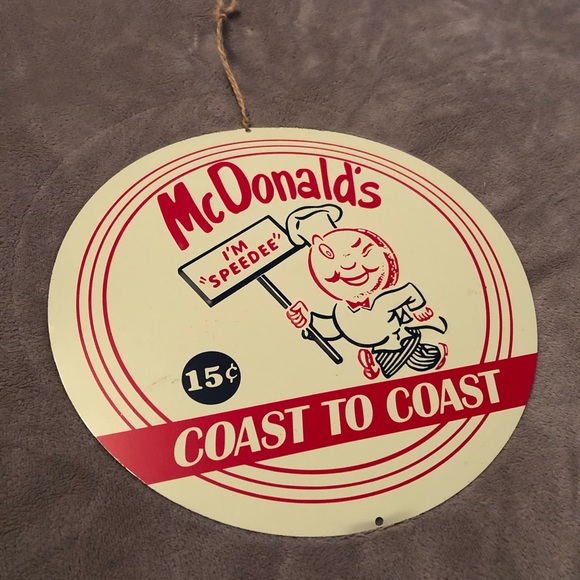 McDonald's
I'M
"SPEEDEE"
15¢
COAST TO COAST